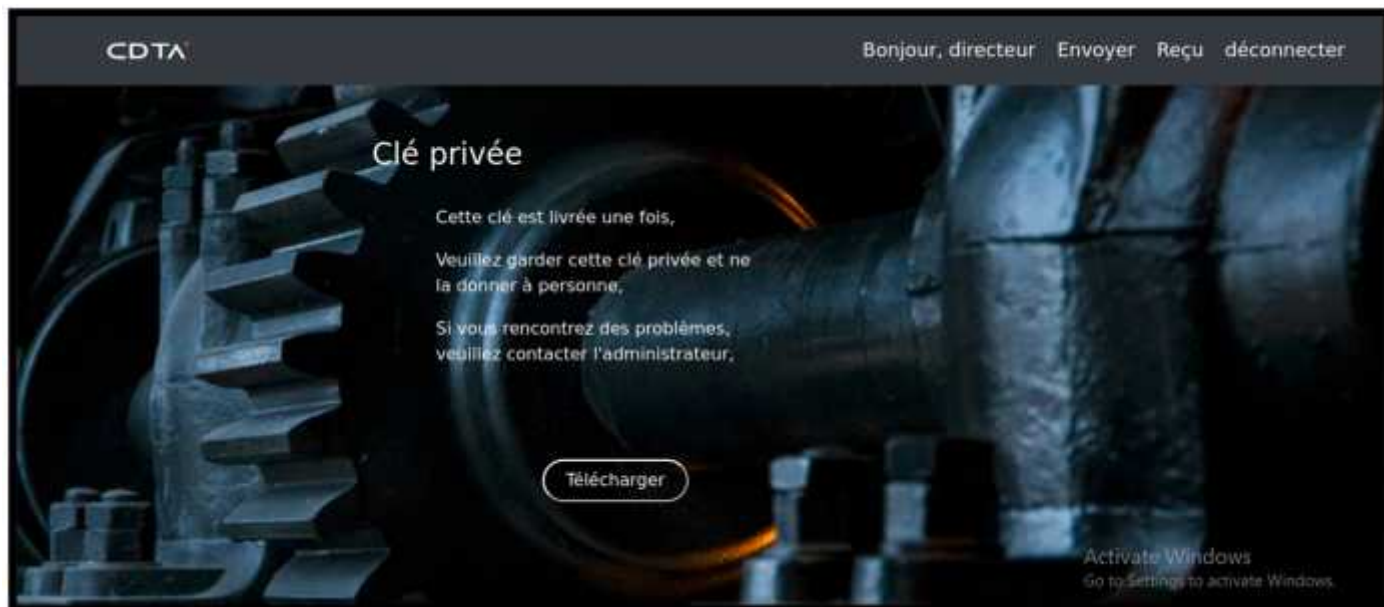 CDTA
Bonjour, directeur Envoyer Reçu déconnecter
Clé privée
Cette clé est livrée une fois,
Veuillez garder cette clé privée et ne
la donner à personne,
Si vous rencontrez des problèmes,
veuillez contacter l'administrateur,
Télécharger
Activate Windows
Go to Settings to activate Windows.